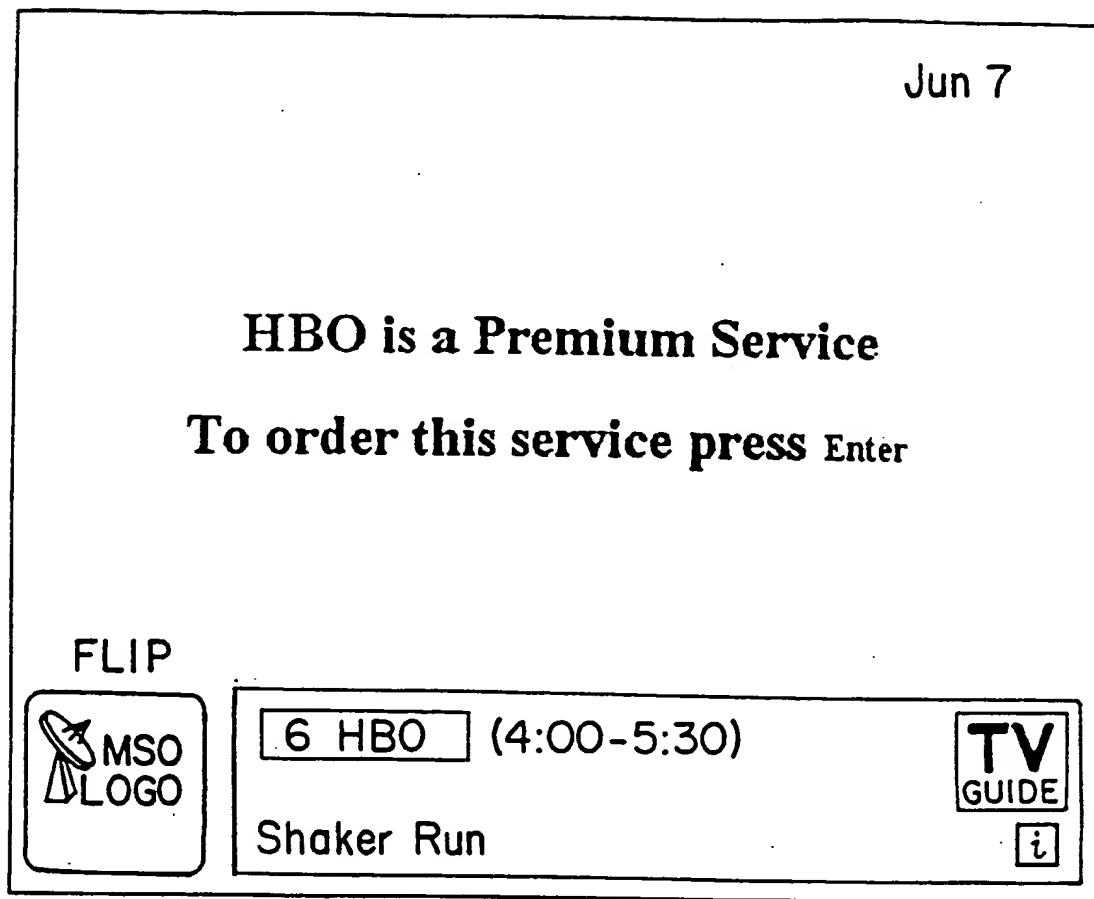 Jun 7
HBO is a Premium Service
To order this service press Enter
FLIP
MSO
LOGO
6 HBO (4:00-5:30)
TV
GUIDE
Shaker Run
i